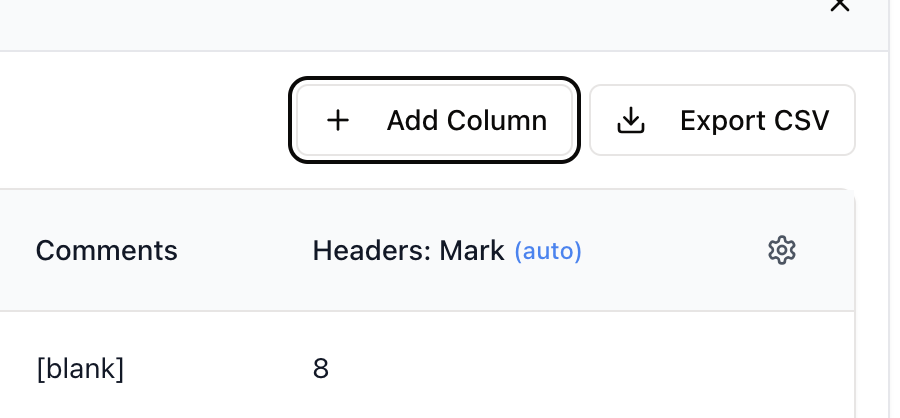 Add Column
Export CSV
Comments
Headers: Mark (auto)
[blank]
8